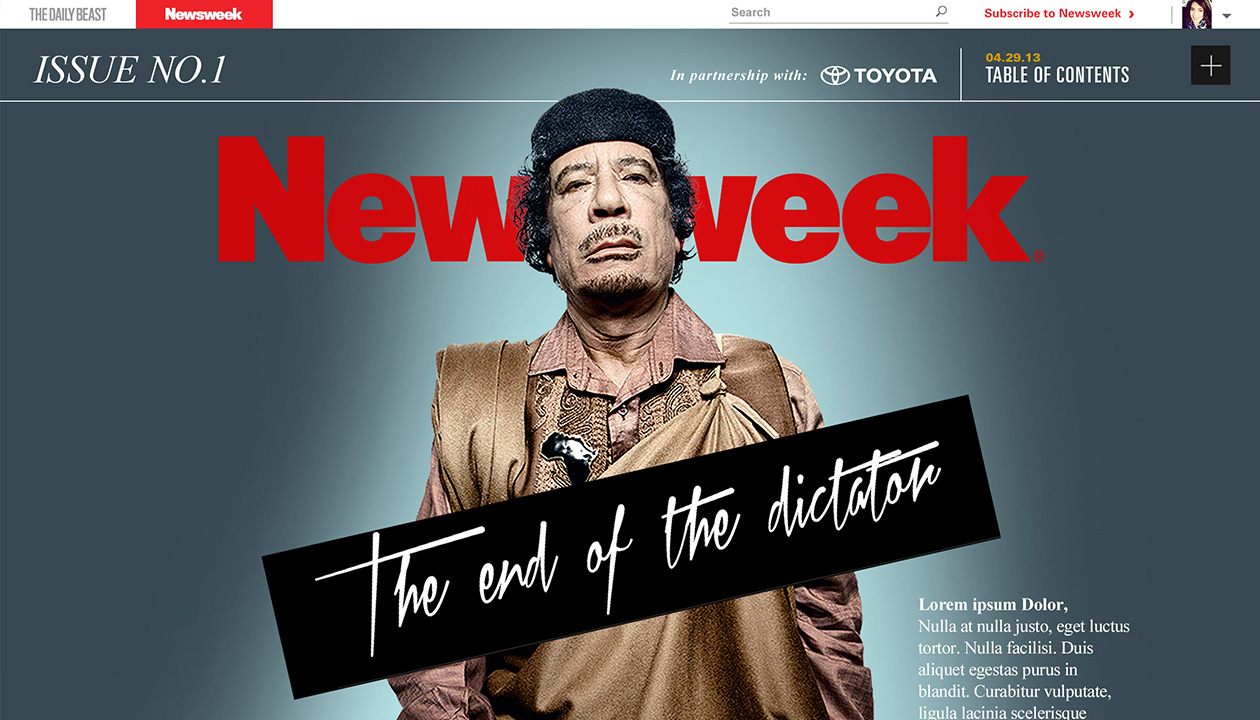 THE DAILY BEAST
Newsweek
Search
Subscribe to Newsweek ›
ISSUE NO.1
In partnership with:
TOYOTA
04.29.13
TABLE OF CONTENTS
Newsweek
The end of the dictator
Lorem ipsum Dolor,
Nulla at nulla justo, eget luctus
tortor. Nulla facilisi. Duis
aliquet egestas purus in
blandit. Curabitur vulputate,
ligula lacinia scelerisque